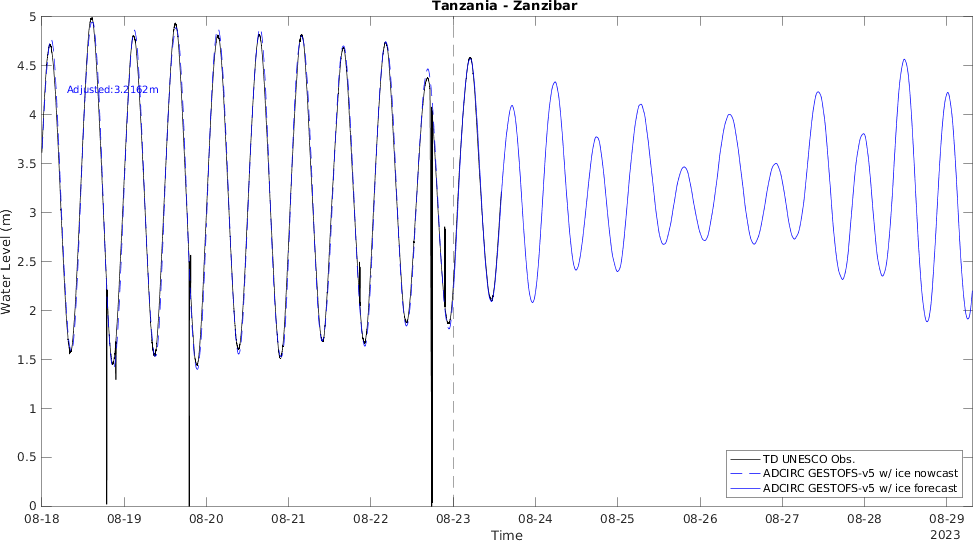 Tanzania - Zanzibar
5
4.5
Adjusted:3.2162m
4
3.5
3
2.5
2
1.5
1
0.5
0
Water Level (m)
TD UNESCO Obs.
ADCIRC GESTOFS-v5 w/ ice nowcast
ADCIRC GESTOFS-v5 w/ ice forecast
08-18 08-19 08-20 08-21 08-22 08-23 08-24 08-25 08-26 08-27 08-28 08-29
2023
Time